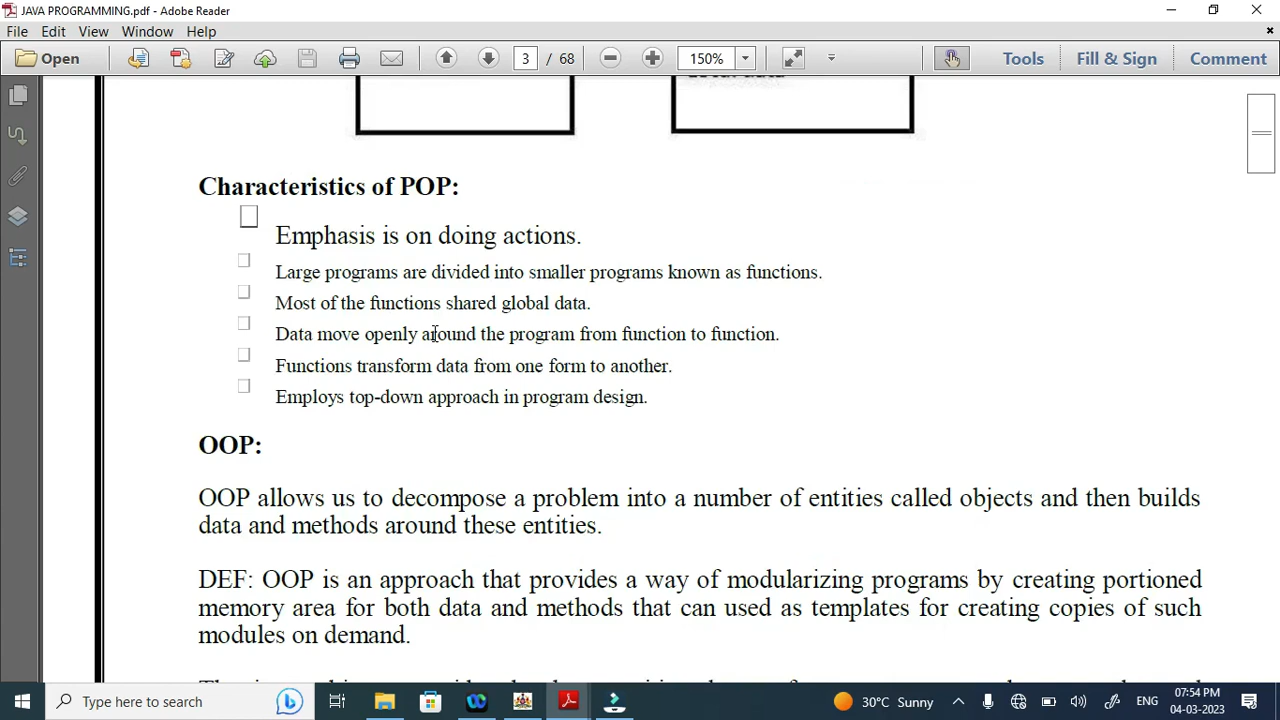 JAVA PROGRAMMING.pdf - Adobe Reader
File Edit View Window Help
Open 3 / 68 150% Tools Fill & Sign Comment
Characteristics of POP:
Emphasis is on doing actions.
Large programs are divided into smaller programs known as functions.
Most of the functions shared global data.
Data move openly around the program from function to function.
Functions transform data from one form to another.
Employs top-down approach in program design.
OOP:
OOP allows us to decompose a problem into a number of entities called objects and then builds
data and methods around these entities.
DEF: OOP is an approach that provides a way of modularizing programs by creating portioned
memory area for both data and methods that can used as templates for creating copies of such
modules on demand.
Type here to search 30°C Sunny ENG 07:54 PM
04-03-2023